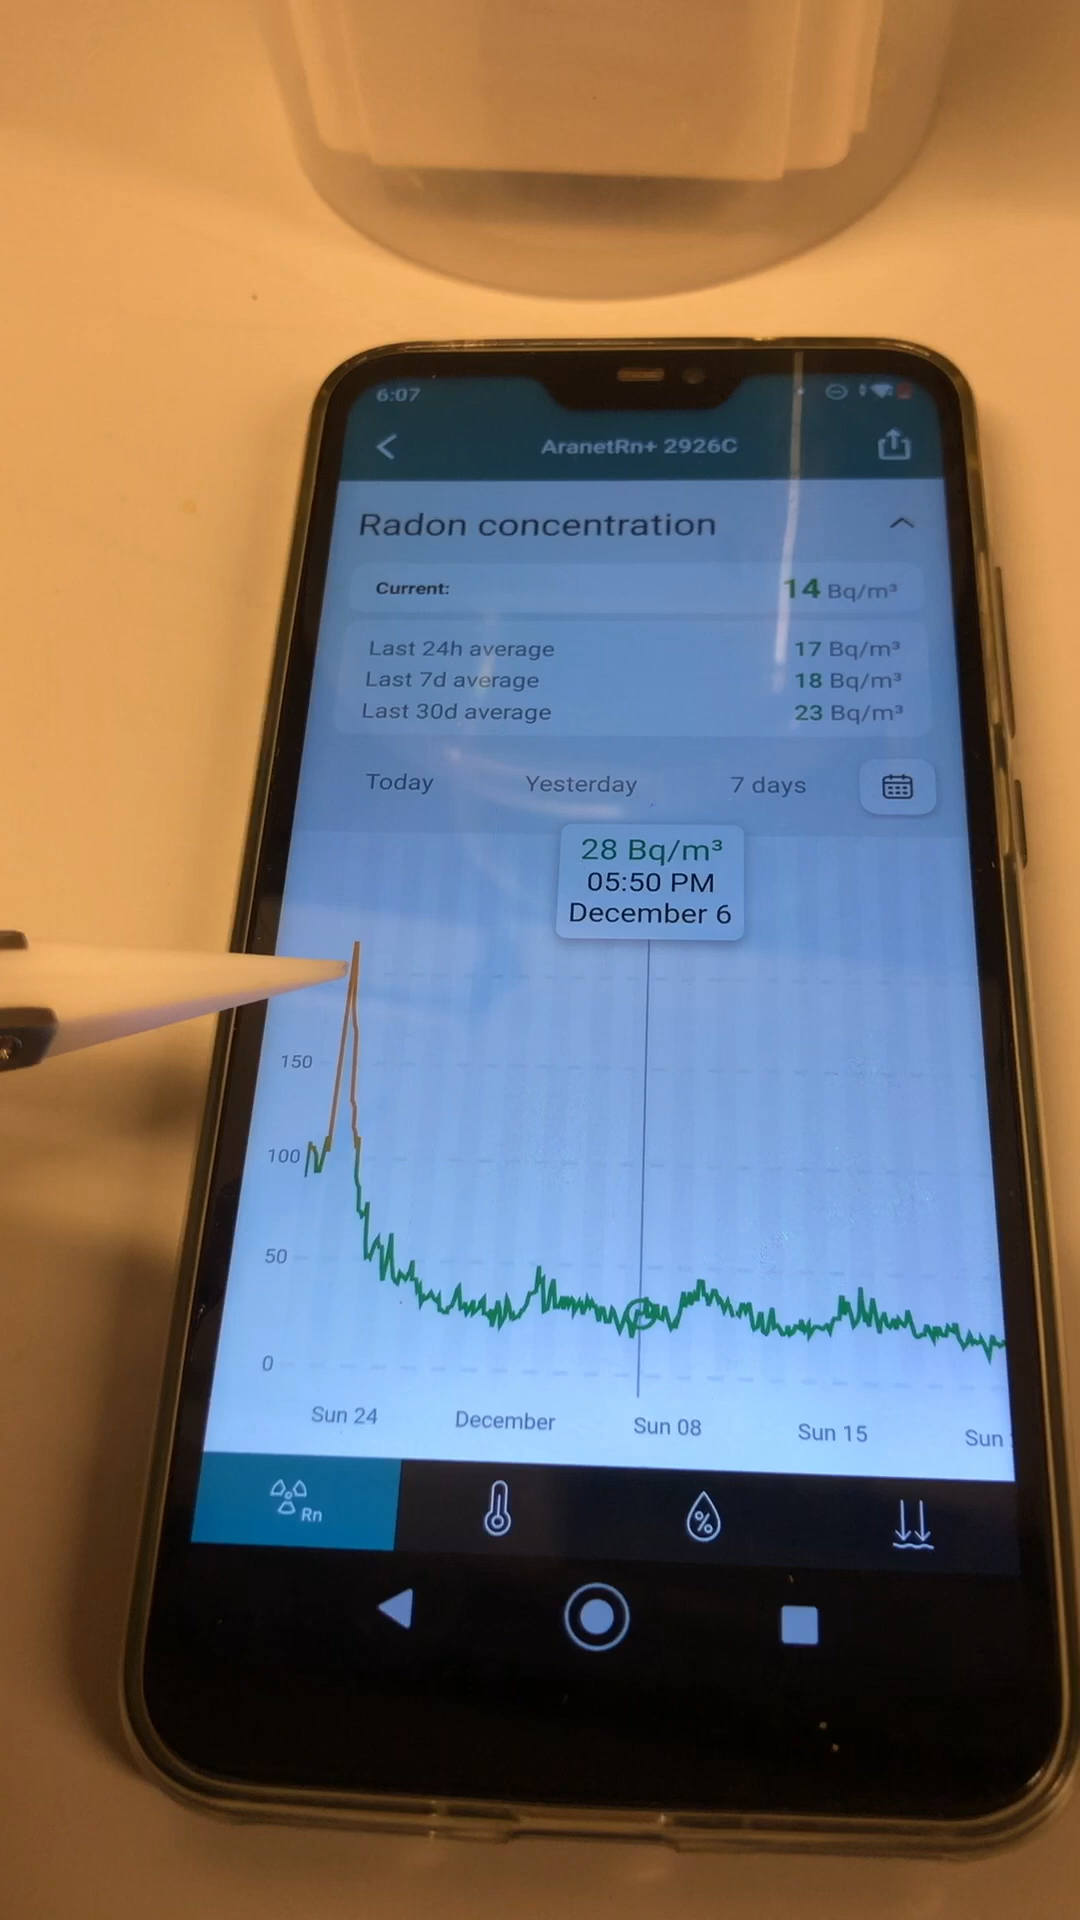 6:07
AranetRn+ 2926C
Radon concentration
Current: 14 Bq/m³
Last 24h average 17 Bq/m³
Last 7d average 18 Bq/m³
Last 30d average 23 Bq/m³
Today Yesterday 7 days
28 Bq/m³
05:50 PM
December 6
150
100
50
0
Sun 24 December Sun 08 Sun 15 Sun
Rn
%